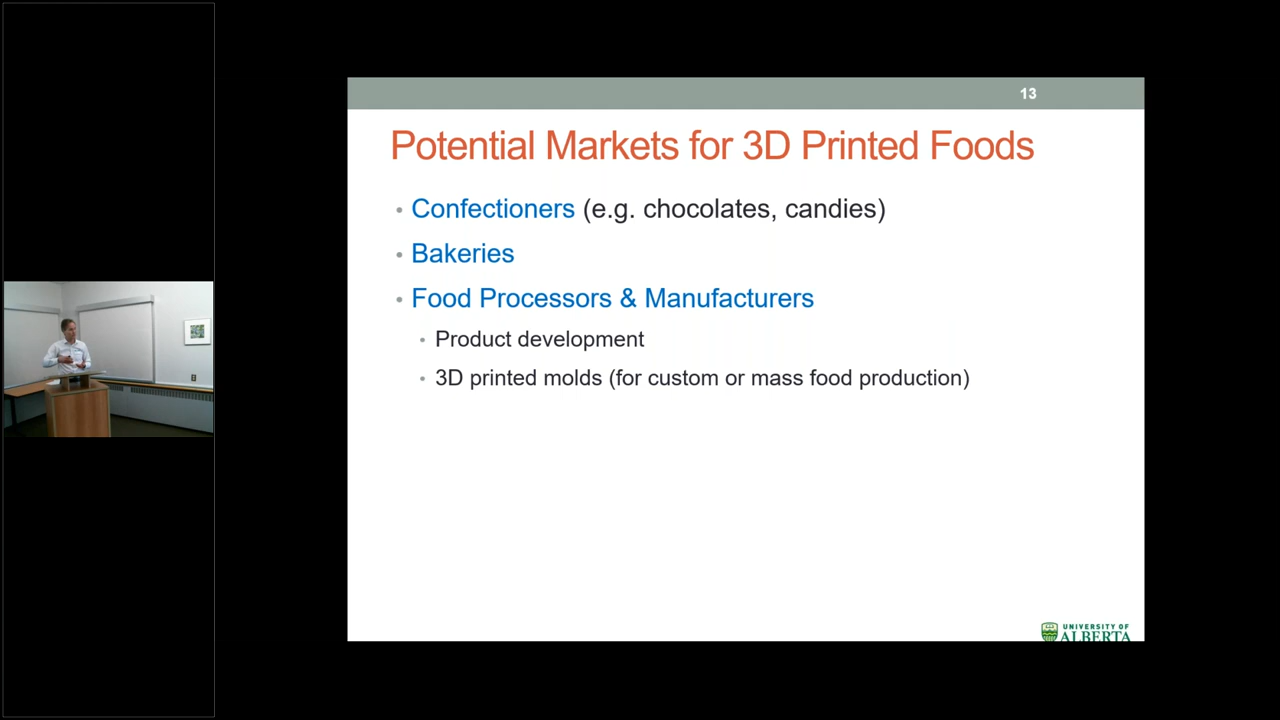 13
Potential Markets for 3D Printed Foods
• Confectioners (e.g. chocolates, candies)
• Bakeries
• Food Processors & Manufacturers
• Product development
• 3D printed molds (for custom or mass food production)
UNIVERSITY OF
ALBERTA